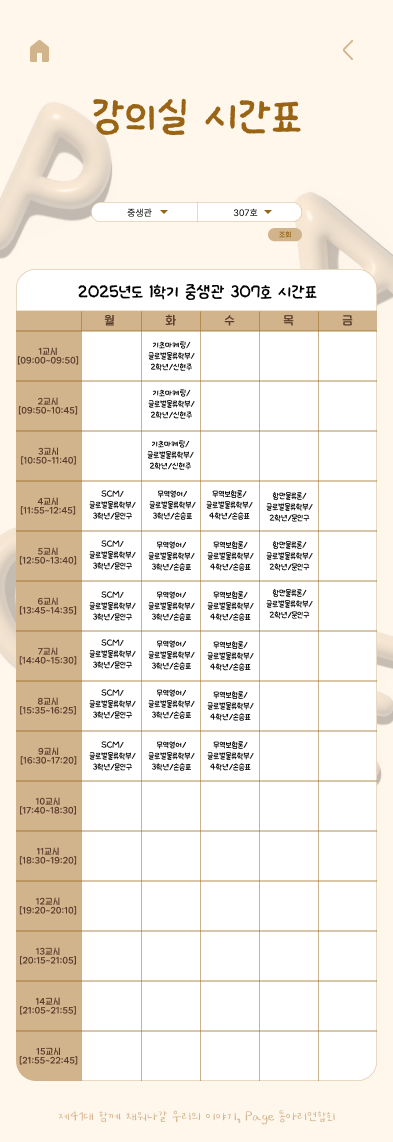 강의실 시간표
중생관 307호
조회
2025년도 1학기 중생관 307호 시간표
월 화 수 목 금
1교시
[09:00~09:50]
기초마케팅/
글로벌물류학부/
2학년/신현주
2교시
[09:50~10:45]
기초마케팅/
글로벌물류학부/
2학년/신현주
3교시
[10:50~11:40]
기초마케팅/
글로벌물류학부/
2학년/신현주
4교시
[11:55~12:45]
SCM/
글로벌물류학부/
3학년/문안구
무역영어/
글로벌물류학부/
3학년/손승표
무역보험론/
글로벌물류학부/
4학년/손승표
항만물류론/
글로벌물류학부/
2학년/문안구
5교시
[12:50~13:40]
SCM/
글로벌물류학부/
3학년/문안구
무역영어/
글로벌물류학부/
3학년/손승표
무역보험론/
글로벌물류학부/
4학년/손승표
항만물류론/
글로벌물류학부/
2학년/문안구
6교시
[13:45~14:35]
SCM/
글로벌물류학부/
3학년/문안구
무역영어/
글로벌물류학부/
3학년/손승표
무역보험론/
글로벌물류학부/
4학년/손승표
항만물류론/
글로벌물류학부/
2학년/문안구
7교시
[14:40~15:30]
SCM/
글로벌물류학부/
3학년/문안구
무역영어/
글로벌물류학부/
3학년/손승표
무역보험론/
글로벌물류학부/
4학년/손승표
8교시
[15:35~16:25]
SCM/
글로벌물류학부/
3학년/문안구
무역영어/
글로벌물류학부/
3학년/손승표
무역보험론/
글로벌물류학부/
4학년/손승표
9교시
[16:30~17:20]
SCM/
글로벌물류학부/
3학년/문안구
무역영어/
글로벌물류학부/
3학년/손승표
무역보험론/
글로벌물류학부/
4학년/손승표
10교시
[17:40~18:30]
11교시
[18:30~19:20]
12교시
[19:20~20:10]
13교시
[20:15~21:05]
14교시
[21:05~21:55]
15교시
[21:55~22:45]
제41대 함께 채워나갈 우리의 이야기, Page 동아리연합회